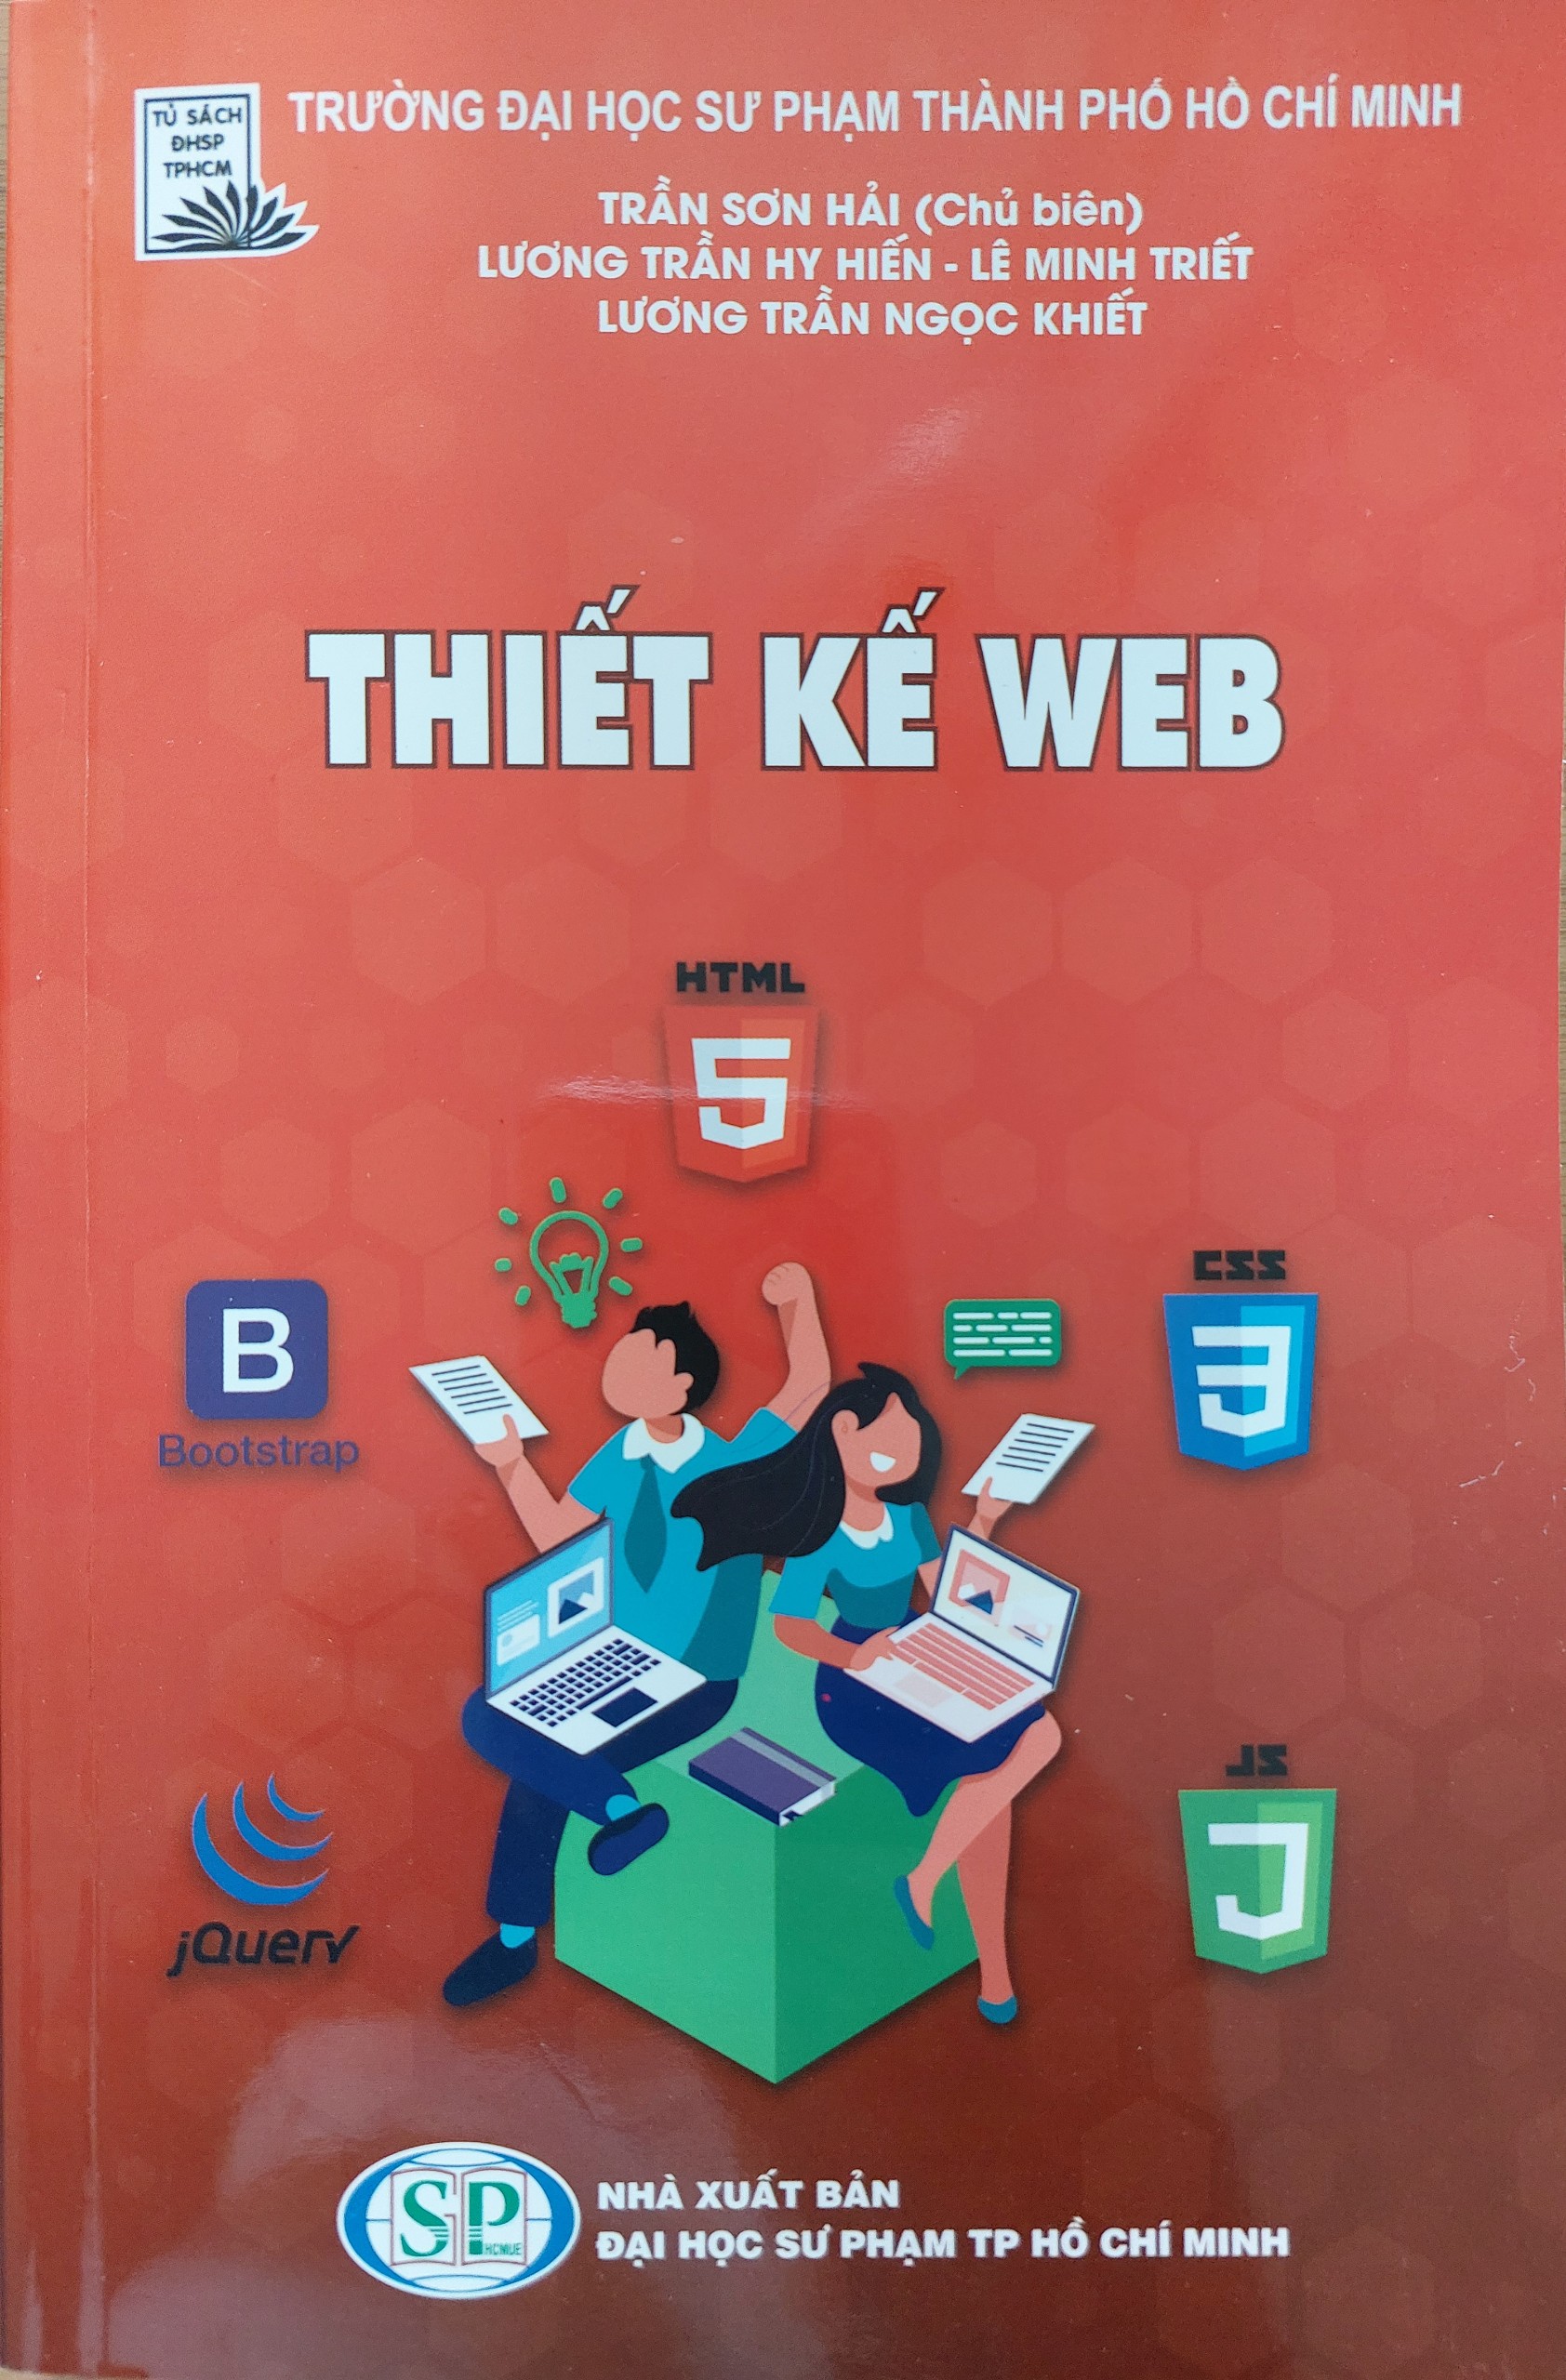 TỦ SÁCH
ĐHSP
TPHCM
TRƯỜNG ĐẠI HỌC SƯ PHẠM THÀNH PHỐ HỒ CHÍ MINH
TRẦN SƠN HẢI (Chủ biên)
LƯƠNG TRẦN HY HIẾN - LÊ MINH TRIẾT
LƯƠNG TRẦN NGỌC KHIẾT
THIẾT KẾ WEB
HTML
5
CSS
3
B
Bootstrap
JS
J
jQuery
SP
HCMUE
NHÀ XUẤT BẢN
ĐẠI HỌC SƯ PHẠM TP HỒ CHÍ MINH